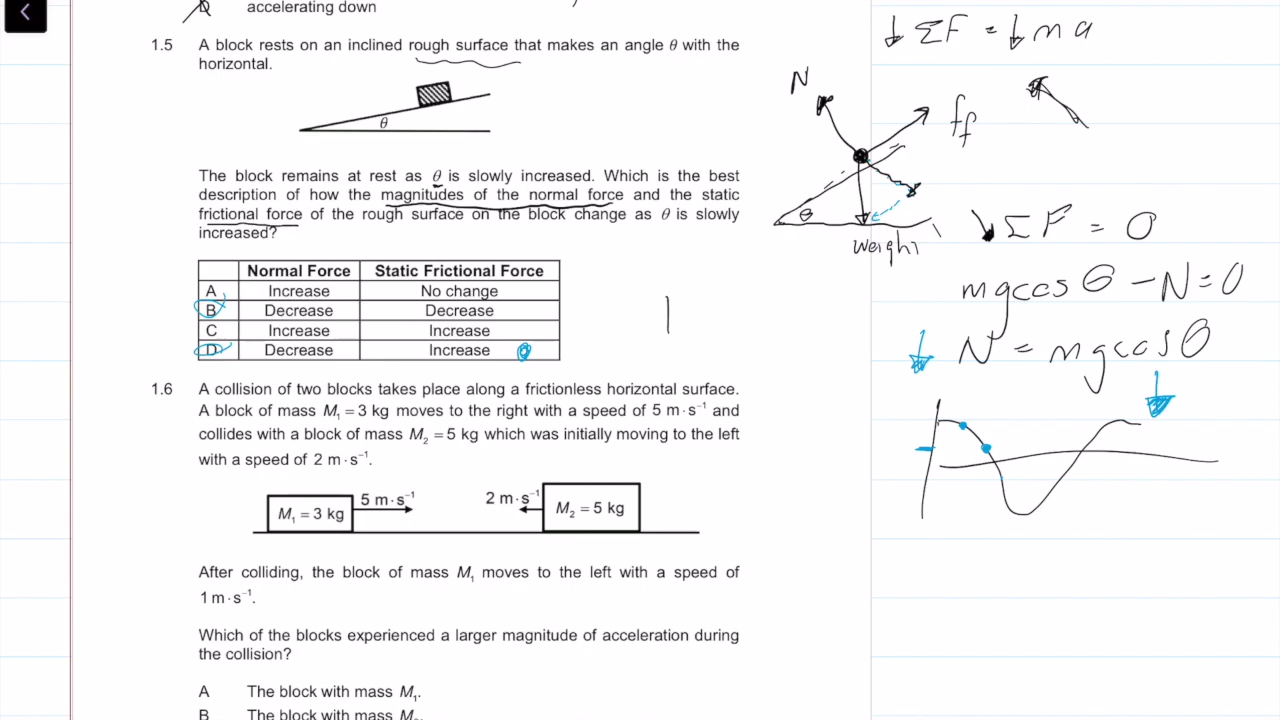 D accelerating down
1.5 A block rests on an inclined rough surface that makes an angle θ with the
horizontal.
θ
The block remains at rest as θ is slowly increased. Which is the best
description of how the magnitudes of the normal force and the static
frictional force of the rough surface on the block change as θ is slowly
increased?
Normal Force Static Frictional Force
A Increase No change
B Decrease Decrease
C Increase Increase
D Decrease Increase
1.6 A collision of two blocks takes place along a frictionless horizontal surface.
A block of mass M₁ = 3 kg moves to the right with a speed of 5 m·s⁻¹ and
collides with a block of mass M₂ = 5 kg which was initially moving to the left
with a speed of 2 m·s⁻¹.
M₁ = 3 kg 5 m·s⁻¹ 2 m·s⁻¹ M₂ = 5 kg
After colliding, the block of mass M₁ moves to the left with a speed of
1 m·s⁻¹.
Which of the blocks experienced a larger magnitude of acceleration during
the collision?
A The block with mass M₁.
B The block with mass M₂.
↓ΣF = ↓ma
N
ff
θ
weight
ΣF = 0
mgcosθ - N = 0
N = mgcosθ